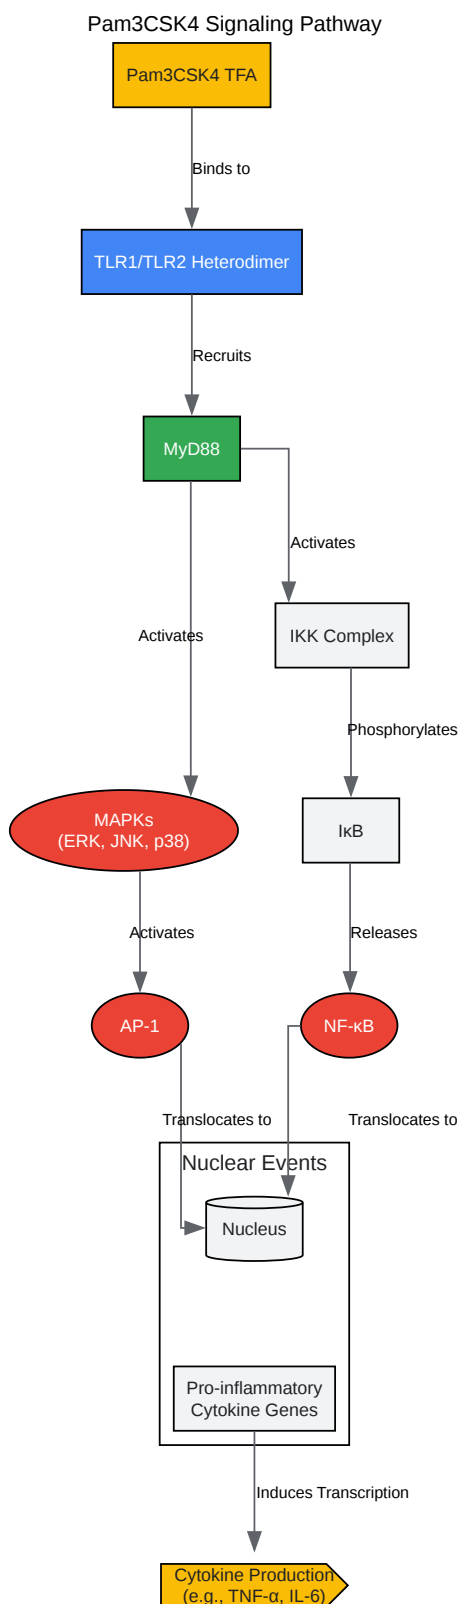 Pam3CSK4 Signaling Pathway
Pam3CSK4 TFA
Binds to
TLR1/TLR2 Heterodimer
Recruits
MyD88
Activates
IKK Complex
Activates
Phosphorylates
MAPKs
(ERK, JNK, p38)
IκB
Activates
Releases
AP-1
NF-κB
Translocates to
Translocates to
Nuclear Events
Nucleus
Pro-inflammatory
Cytokine Genes
Induces Transcription
Cytokine Production
(e.g., TNF-α, IL-6)